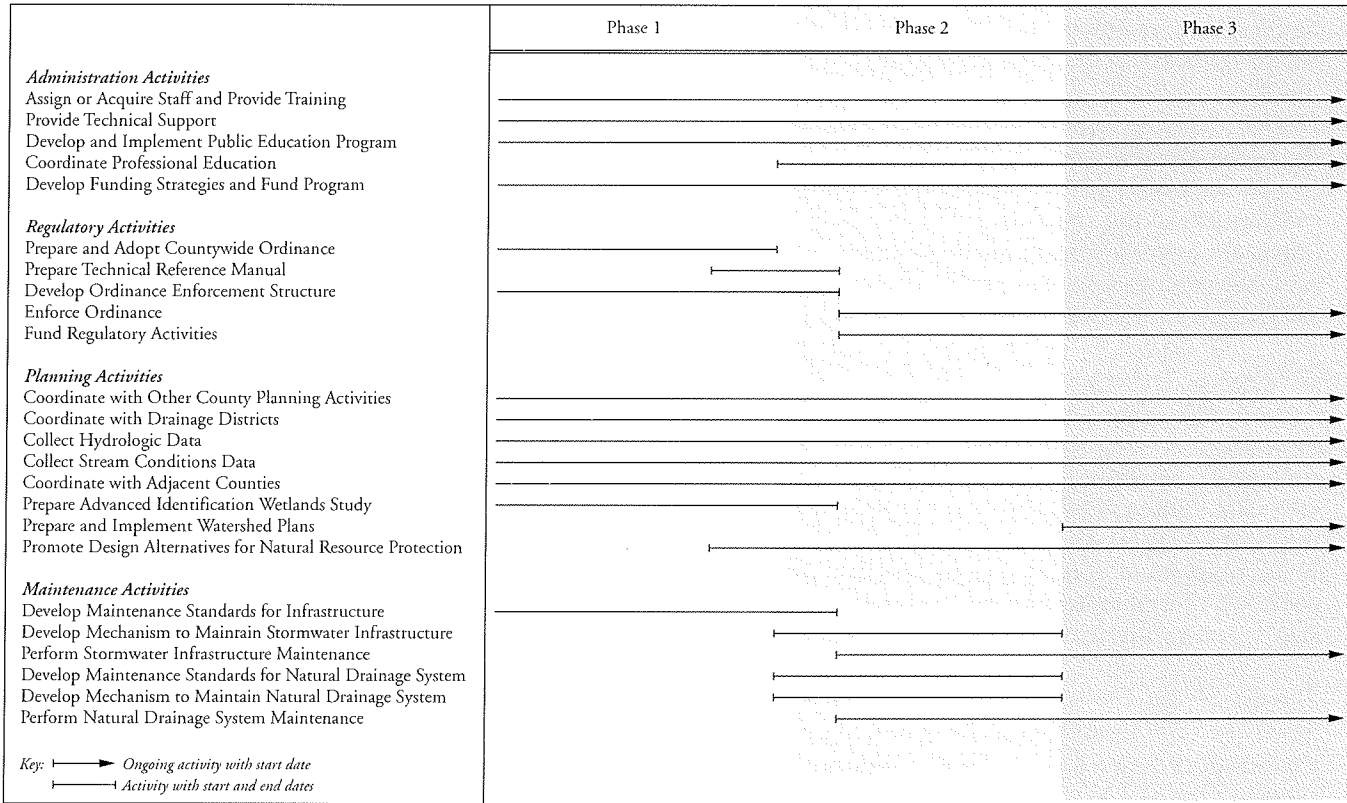 Phase 1 Phase 2 Phase 3
Administration Activities
Assign or Acquire Staff and Provide Training
Provide Technical Support
Develop and Implement Public Education Program
Coordinate Professional Education
Develop Funding Strategies and Fund Program
Regulatory Activities
Prepare and Adopt Countywide Ordinance
Prepare Technical Reference Manual
Develop Ordinance Enforcement Structure
Enforce Ordinance
Fund Regulatory Activities
Planning Activities
Coordinate with Other County Planning Activities
Coordinate with Drainage Districts
Collect Hydrologic Data
Collect Stream Conditions Data
Coordinate with Adjacent Counties
Prepare Advanced Identification Wetlands Study
Prepare and Implement Watershed Plans
Promote Design Alternatives for Natural Resource Protection
Maintenance Activities
Develop Maintenance Standards for Infrastructure
Develop Mechanism to Maintain Stormwater Infrastructure
Perform Stormwater Infrastructure Maintenance
Develop Maintenance Standards for Natural Drainage System
Develop Mechanism to Maintain Natural Drainage System
Perform Natural Drainage System Maintenance
Key: Ongoing activity with start date
Activity with start and end dates